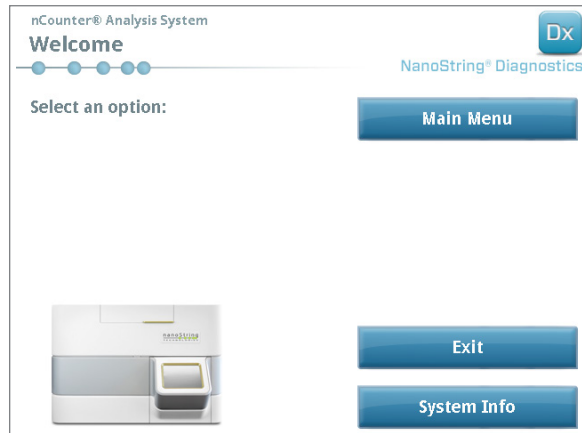 nCounter® Analysis System
Welcome
Dx
NanoString® Diagnostics
Select an option:
Main Menu
nanoString
Exit
System Info